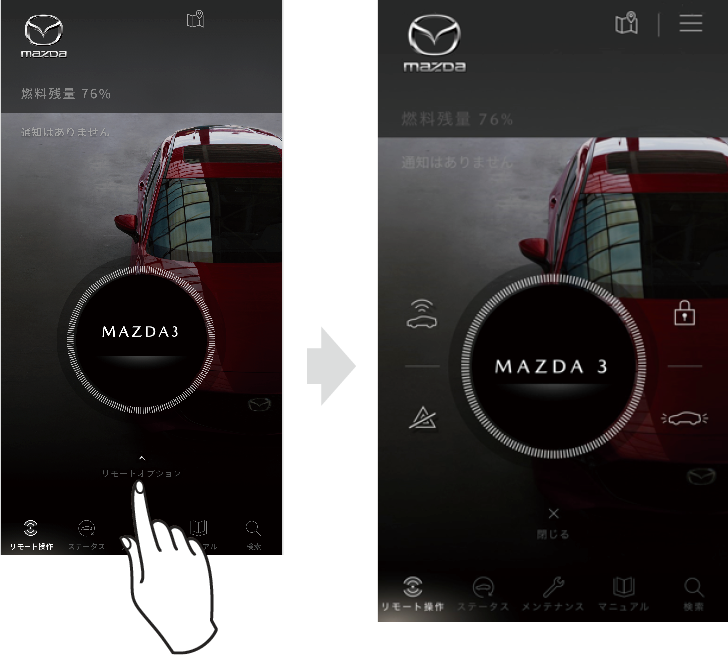 mazda
燃料残量 76%
通知はありません
MAZDA3
リモートオプション
リモート操作
ステータス
アル
検索
mazda
燃料残量 76%
通知はありません
MAZDA 3
閉じる
リモート操作 ステータス メンテナンス マニュアル 検索